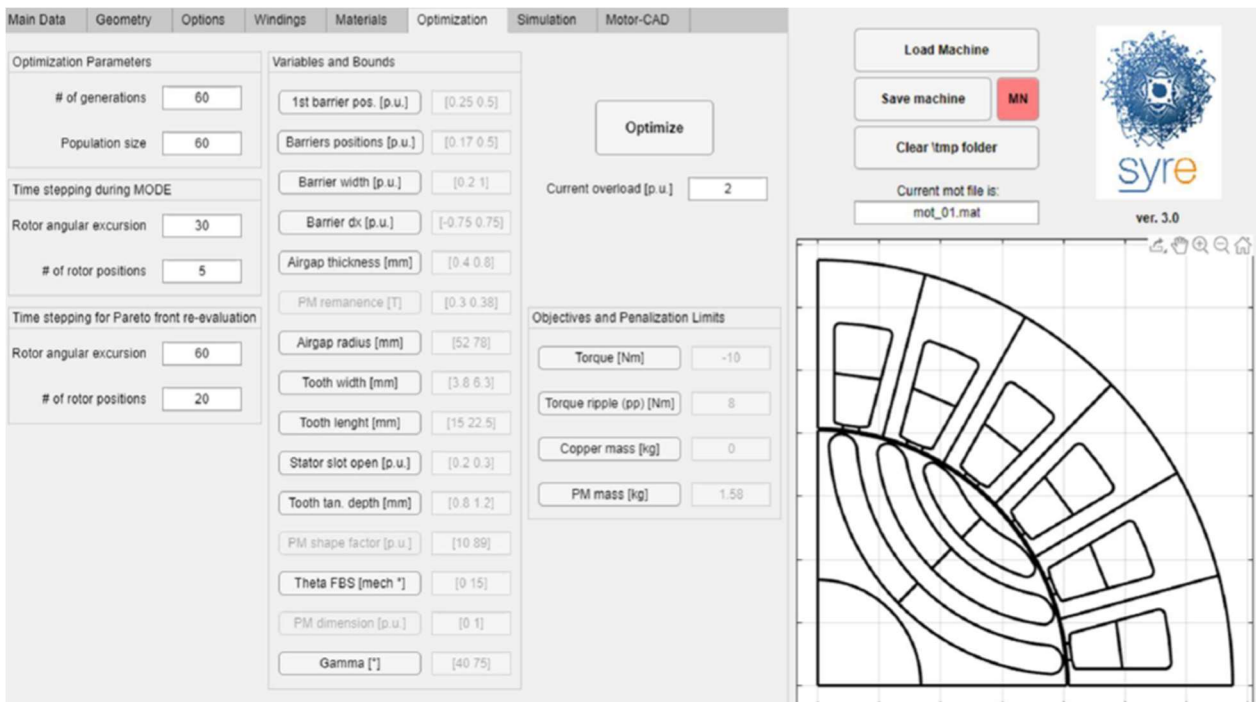 Main Data Geometry Options Windings Materials Optimization Simulation Motor-CAD
Optimization Parameters
# of generations 60
Population size 60
Time stepping during MODE
Rotor angular excursion 30
# of rotor positions 5
Time stepping for Pareto front re-evaluation
Rotor angular excursion 60
# of rotor positions 20
Variables and Bounds
1st barrier pos. [p.u.] [0.25 0.5]
Barriers positions [p.u.] [0.17 0.5]
Barrier width [p.u.] [0.2 1]
Barrier dx [p.u.] [-0.75 0.75]
Airgap thickness [mm] [0.4 0.8]
PM remanence [T] [0.3 0.38]
Airgap radius [mm] [52 78]
Tooth width [mm] [3.8 6.3]
Tooth lenght [mm] [15 22.5]
Stator slot open [p.u.] [0.2 0.3]
Tooth tan. depth [mm] [0.8 1.2]
PM shape factor [p.u.] [10 89]
Theta FBS [mech °] [0 15]
PM dimension [p.u.] [0 1]
Gamma [°] [40 75]
Optimize
Current overload [p.u.] 2
Objectives and Penalization Limits
Torque [Nm] -10
Torque ripple (pp) [Nm] 8
Copper mass [kg] 0
PM mass [kg] 1.58
Load Machine
Save machine MN
Clear \tmp folder
Current mot file is:
mot_01.mat
syre
ver. 3.0